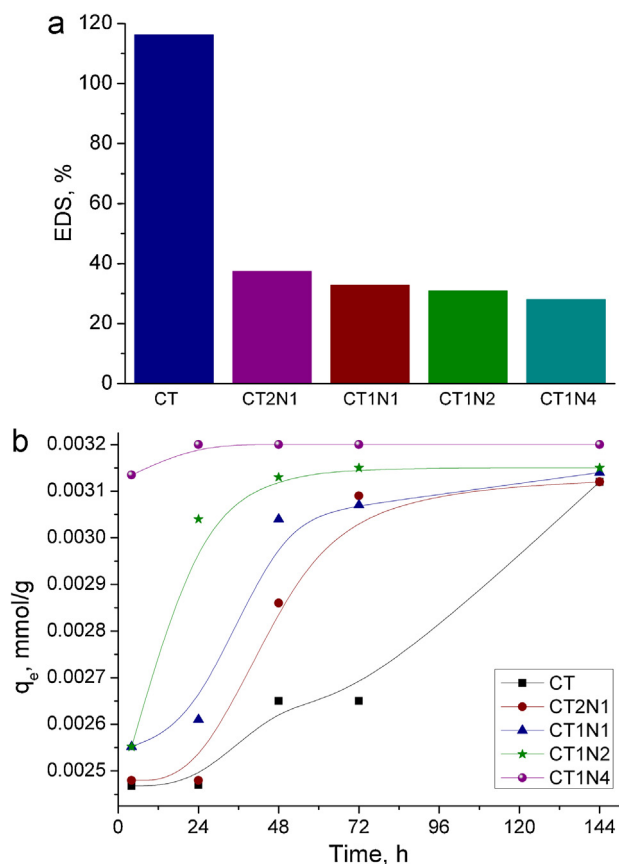 a
120
100
80
60
40
20
0
EDS, %
CT CT2N1 CT1N1 CT1N2 CT1N4
b
0.0032
0.0031
0.0030
0.0029
0.0028
0.0027
0.0026
0.0025
qe, mmol/g
CT
CT2N1
CT1N1
CT1N2
CT1N4
0 24 48 72 96 120 144
Time, h